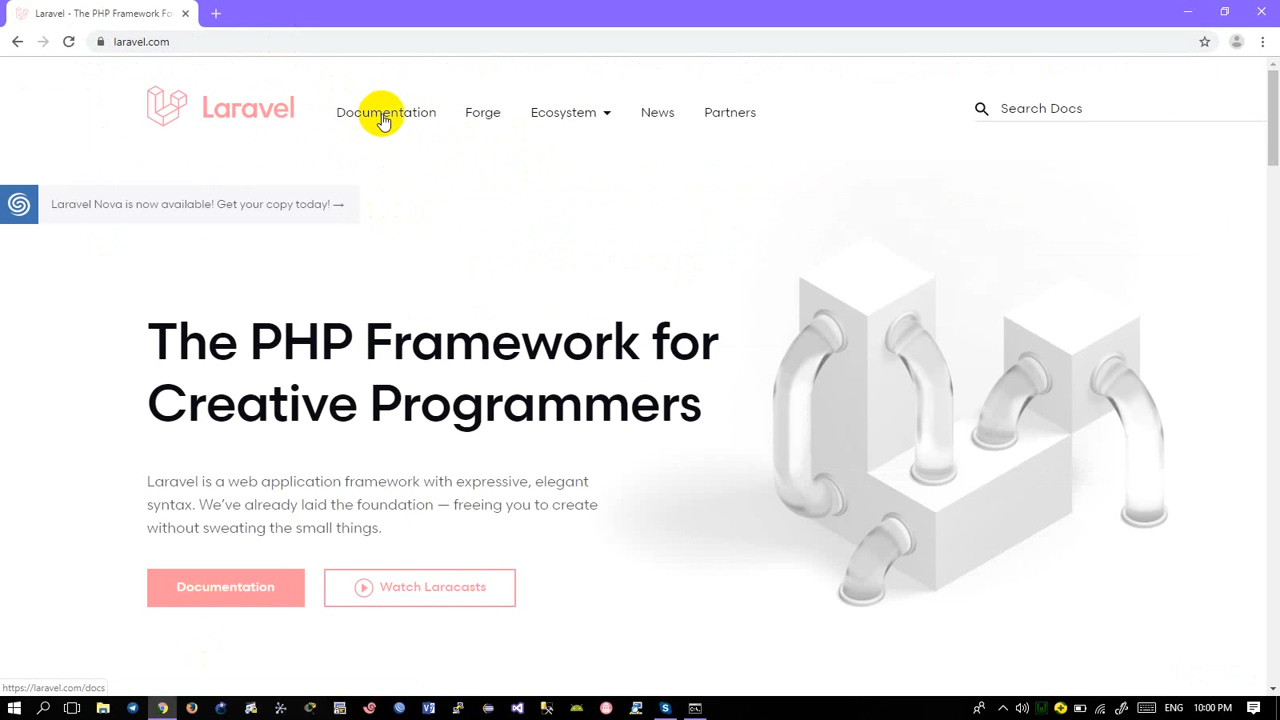 Laravel - The PHP Framework Fo
laravel.com
Laravel
Documentation
Forge
Ecosystem
News
Partners
Search Docs
Laravel Nova is now available! Get your copy today! →
The PHP Framework for
Creative Programmers
Laravel is a web application framework with expressive, elegant
syntax. We’ve already laid the foundation — freeing you to create
without sweating the small things.
Documentation
Watch Laracasts
https://laravel.com/docs
ENG
10:00 PM